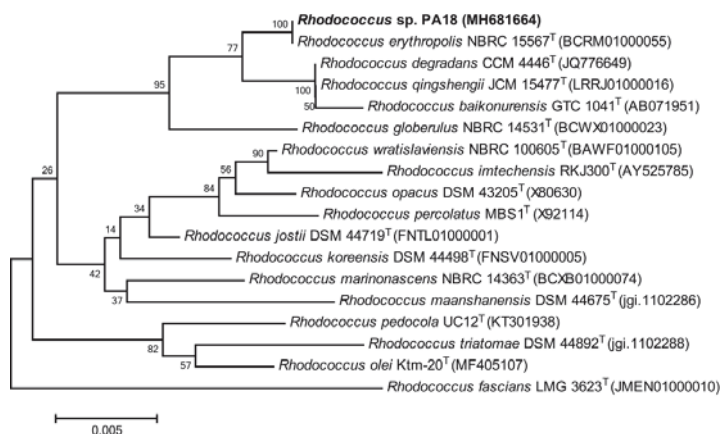 Rhodococcus sp. PA18 (MH681664)
100
Rhodococcus erythropolis NBRC 15567ᵀ (BCRM01000055)
77
Rhodococcus degradans CCM 4446ᵀ (JQ776649)
95
Rhodococcus qingshengii JCM 15477ᵀ (LRRJ01000016)
100
50
Rhodococcus baikonurensis GTC 1041ᵀ (AB071951)
Rhodococcus globerulus NBRC 14531ᵀ (BCWX01000023)
Rhodococcus wratislaviensis NBRC 100605ᵀ (BAWF01000105)
90
26
56
Rhodococcus imtechensis RKJ300ᵀ (AY525785)
84
Rhodococcus opacus DSM 43205ᵀ (X80630)
34
Rhodococcus percolatus MBS1ᵀ (X92114)
14
Rhodococcus jostii DSM 44719ᵀ (FNTL01000001)
Rhodococcus koreensis DSM 44498ᵀ (FNSV01000005)
42
Rhodococcus marinonascens NBRC 14363ᵀ (BCXB01000074)
37
Rhodococcus maanshanensis DSM 44675ᵀ (jgi.1102286)
Rhodococcus pedocola UC12ᵀ (KT301938)
82
Rhodococcus triatomae DSM 44892ᵀ (jgi.1102288)
57
Rhodococcus olei Ktm-20ᵀ (MF405107)
Rhodococcus fascians LMG 3623ᵀ (JMEN01000010)
0.005